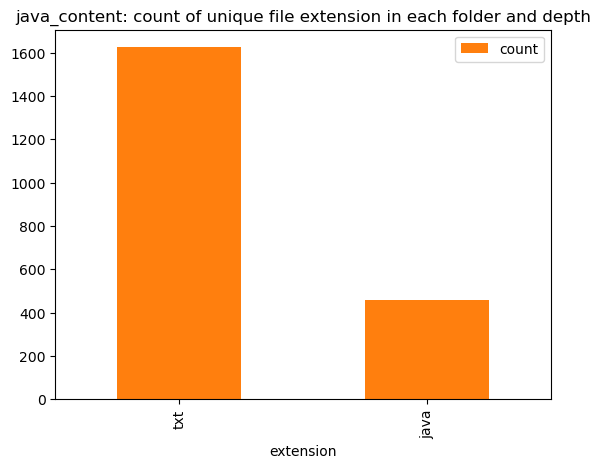 java_content: count of unique file extension in each folder and depth
count
1600
1400
1200
1000
800
600
400
200
0
txt
java
extension